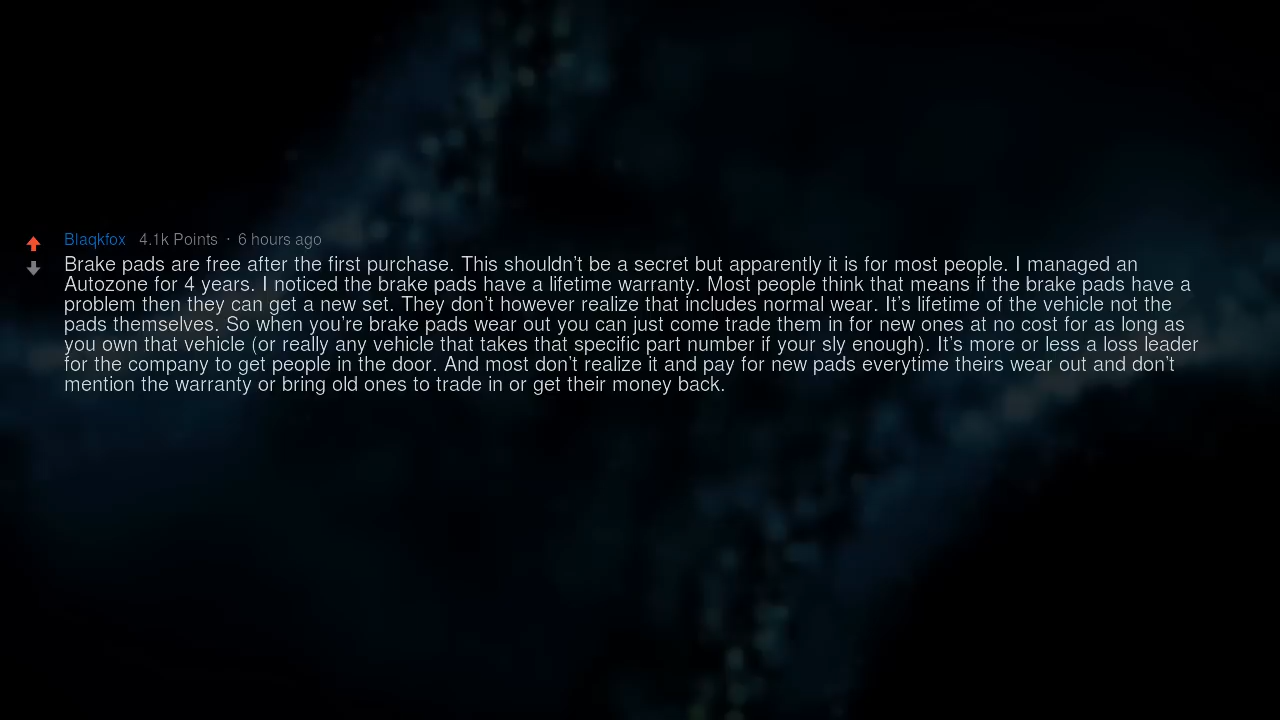 Blaqkfox 4.1k Points · 6 hours ago
Brake pads are free after the first purchase. This shouldn't be a secret but apparently it is for most people. I managed an
Autozone for 4 years. I noticed the brake pads have a lifetime warranty. Most people think that means if the brake pads have a
problem then they can get a new set. They don't however realize that includes normal wear. It's lifetime of the vehicle not the
pads themselves. So when you're brake pads wear out you can just come trade them in for new ones at no cost for as long as
you own that vehicle (or really any vehicle that takes that specific part number if your sly enough). It's more or less a loss leader
for the company to get people in the door. And most don't realize it and pay for new pads everytime theirs wear out and don't
mention the warranty or bring old ones to trade in or get their money back.